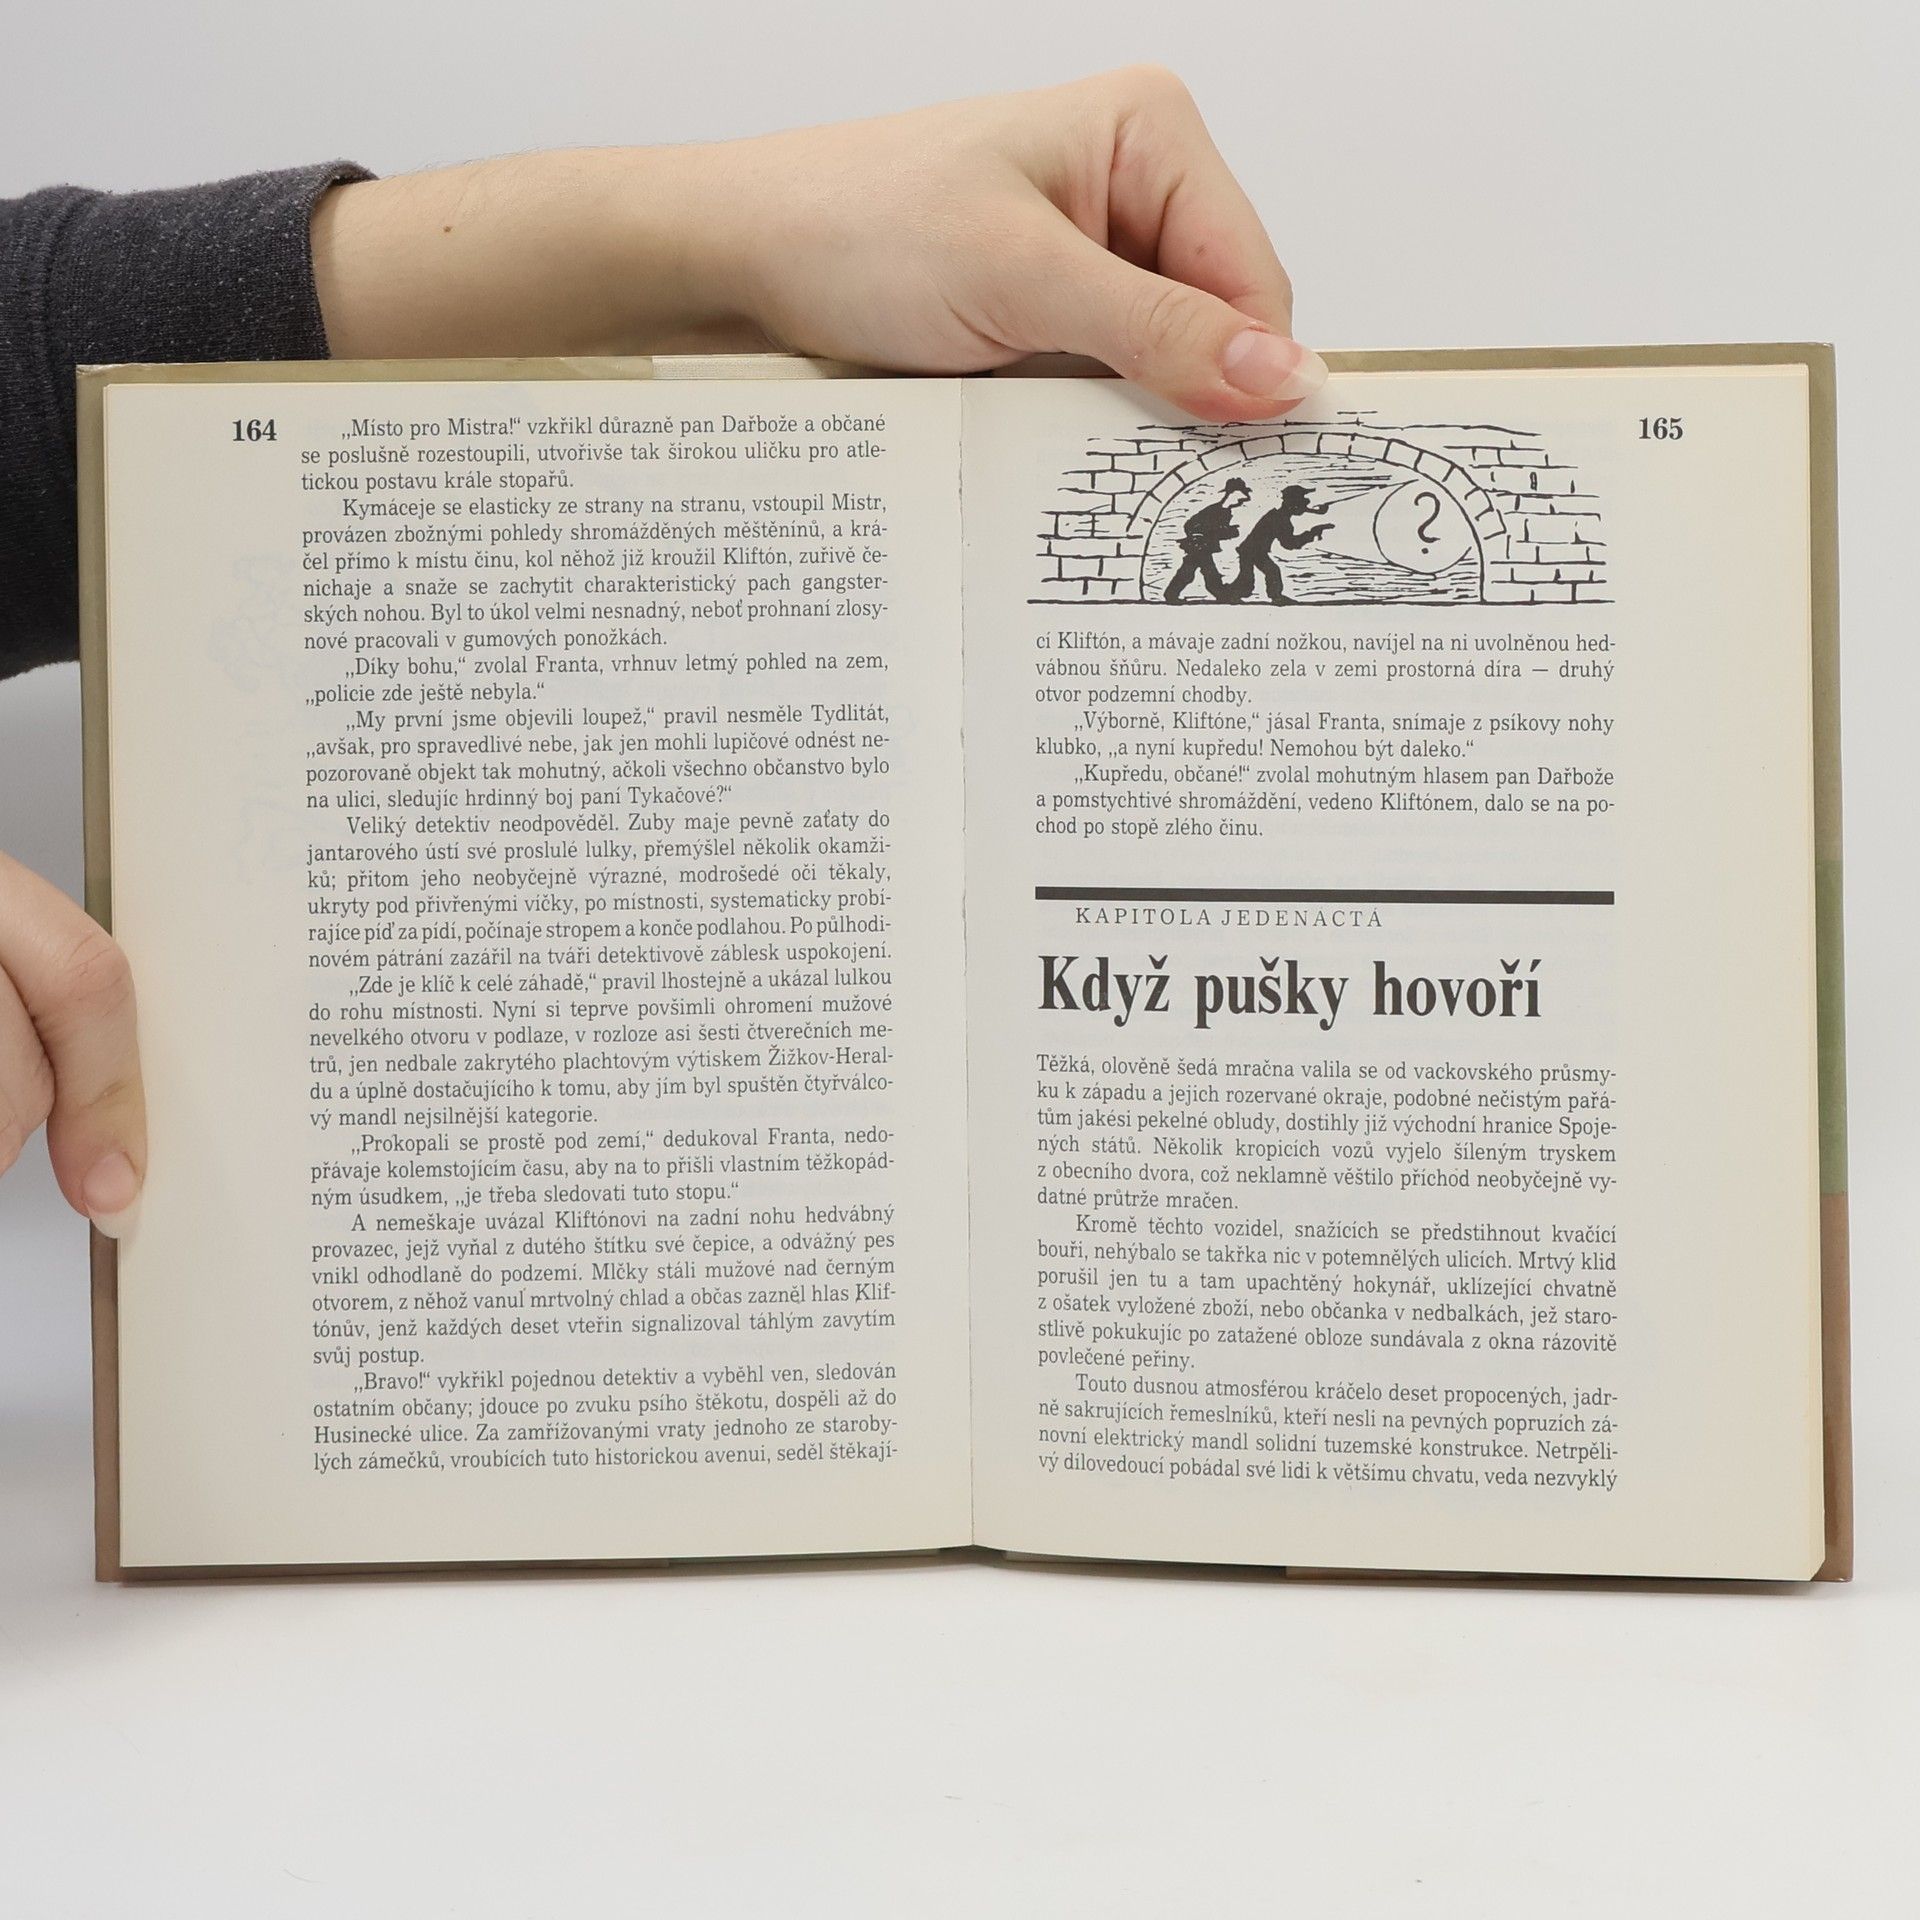 164
„Místo pro Mistra!“ vzkřikl důrazně pan Dařbože a občané
se poslušně rozestoupili, utvořivše tak širokou uličku pro atle-
tickou postavu krále stopařů.
Kymáceje se elasticky ze strany na stranu, vstoupil Mistr,
provázen zbožnými pohledy shromážděných měštěnínů, a krá-
čel přímo k místu činu, kol něhož již kroužil Kliftón, zuřivě če-
nichaje a snaže se zachytit charakteristický pach gangster-
ských nohou. Byl to úkol velmi nesnadný, neboť prohnaní zlosy-
nové pracovali v gumových ponožkách.
„Díky bohu,“ zvolal Franta, vrhnuv letmý pohled na zem,
„policie zde ještě nebyla.“
„My první jsme objevili loupež,“ pravil nesměle Tydlitát,
„avšak, pro spravedlivé nebe, jak jen mohli lupičové odnést ne-
pozorovaně objekt tak mohutný, ačkoli všechno občanstvo bylo
na ulici, sledujíc hrdinný boj paní Tykačové?“
Veliký detektiv neodpověděl. Zuby maje pevně zaťaty do
jantarového ústí své proslulé lulky, přemýšlel několik okamži-
ků; přitom jeho neobyčejně výrazné, modrošedé oči těkaly,
ukryty pod přivřenými víčky, po místnosti, systematicky probí-
rajíce píď za pídí, počínaje stropem a konče podlahou. Po půlhodi-
novém pátrání zazářil na tváři detektivově záblesk uspokojení.
„Zde je klíč k celé záhadě,“ pravil lhostejně a ukázal lulkou
do rohu místnosti. Nyní si teprve povšimli ohromení mužové
nevelkého otvoru v podlaze, v rozloze asi šesti čtverečních me-
trů, jen nedbale zakrytého plachtovým výtiskem Žižkov-Heral-
du a úplně dostačujícího k tomu, aby jím byl spuštěn čtyřválco-
vý mandl nejsilnější kategorie.
„Prokopali se prostě pod zemí,“ dedukoval Franta, nedo-
přávaje kolemstojícím času, aby na to přišli vlastním těžkopád-
ným úsudkem, „je třeba sledovati tuto stopu.“
A nemeškaje uvázal Kliftónovi na zadní nohu hedvábný
provazec, jejž vyňal z dutého štítku své čepice, a odvážný pes
vnikl odhodlaně do podzemí. Mlčky stáli mužové nad černým
otvorem, z něhož vanul mrtvolný chlad a občas zazněl hlas Klif-
tónův, jenž každých deset vteřin signalizoval táhlým zavytím
svůj postup.
„Bravo!“ vykřikl pojednou detektiv a vyběhl ven, sledován
ostatním občany; jdouce po zvuku psího štěkotu, dospěli až do
Husinecké ulice. Za zamřížovanými vraty jednoho ze staroby-
lých zámečků, vroubících tuto historickou avenui, seděl štěkají-
165
?
cí Kliftón, a mávaje zadní nožkou, navíjel na ni uvolněnou hed-
vábnou šňůru. Nedaleko zela v zemi prostorná díra — druhý
otvor podzemní chodby.
„Výborně, Kliftóne,“ jásal Franta, snímaje z psíkovy nohy
klubko, „a nyní kupředu! Nemohou být daleko.“
„Kupředu, občané!“ zvolal mohutným hlasem pan Dařbože
a pomstychtivé shromáždění, vedeno Kliftónem, dalo se na po-
chod po stopě zlého činu.
KAPITOLA JEDENÁCTÁ
Když pušky hovoří
Těžká, olověně šedá mračna valila se od vackovského průsmy-
ku k západu a jejich rozervané okraje, podobné nečistým pařá-
tům jakési pekelné obludy, dostihly již východní hranice Spoje-
ných států. Několik kropicích vozů vyjelo šíleným tryskem
z obecního dvora, což neklamně věštilo příchod neobyčejně vy-
datné průtrže mračen.
Kromě těchto vozidel, snažících se předstihnout kvačící
bouři, nehýbalo se takřka nic v potemnělých ulicích. Mrtvý klid
porušil jen tu a tam upachtěný hokynář, uklízející chvatně
z ošatek vyložené zboží, nebo občanka v nedbalkách, jež staro-
stlivě pokukujíc po zatažené obloze sundávala z okna rázovitě
povlečené peřiny.
Touto dusnou atmosférou kráčelo deset propocených, jadr-
ně sakrujících řemeslníků, kteří nesli na pevných popruzích zá-
novní elektrický mandl solidní tuzemské konstrukce. Netrpěli-
vý dílovedoucí pobádal své lidi k většímu chvatu, veda nezvyklý